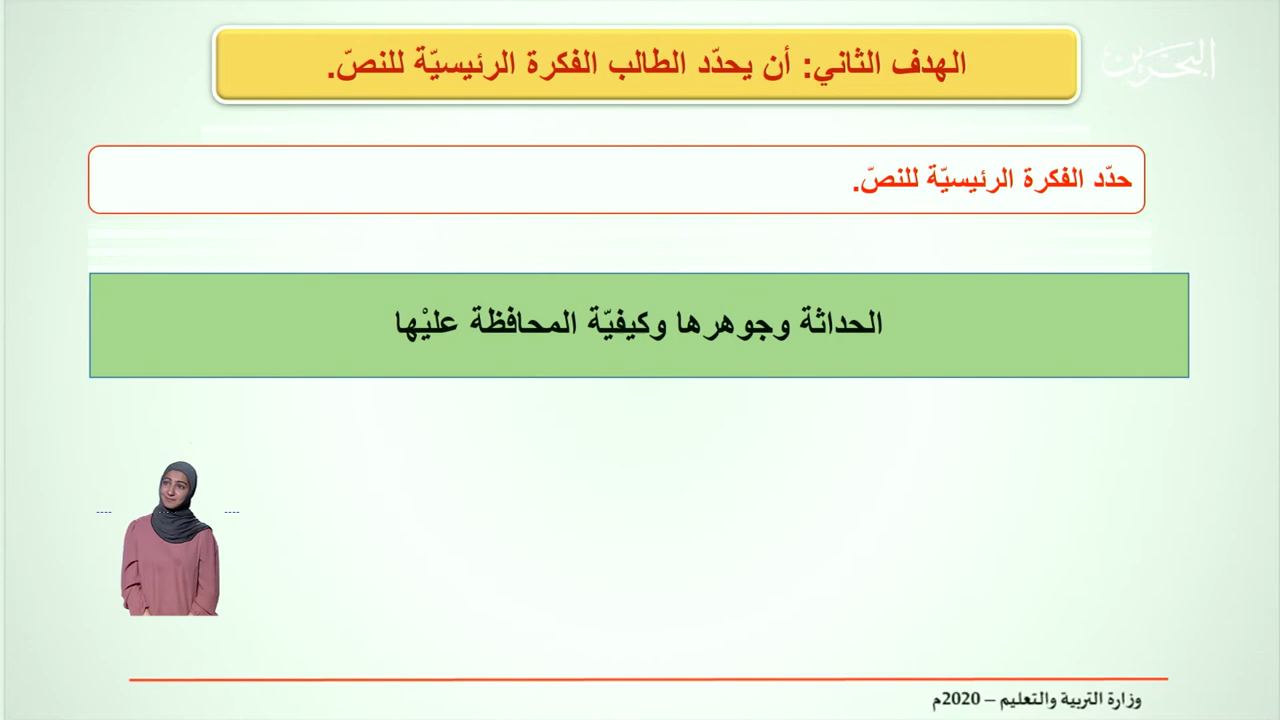 البحرين
الهدف الثاني: أن يحدّد الطالب الفكرة الرئيسيّة للنصّ.
حدّد الفكرة الرئيسيّة للنصّ.
الحداثة وجوهرها وكيفيّة المحافظة عليْها
وزارة التربية والتعليم – 2020م